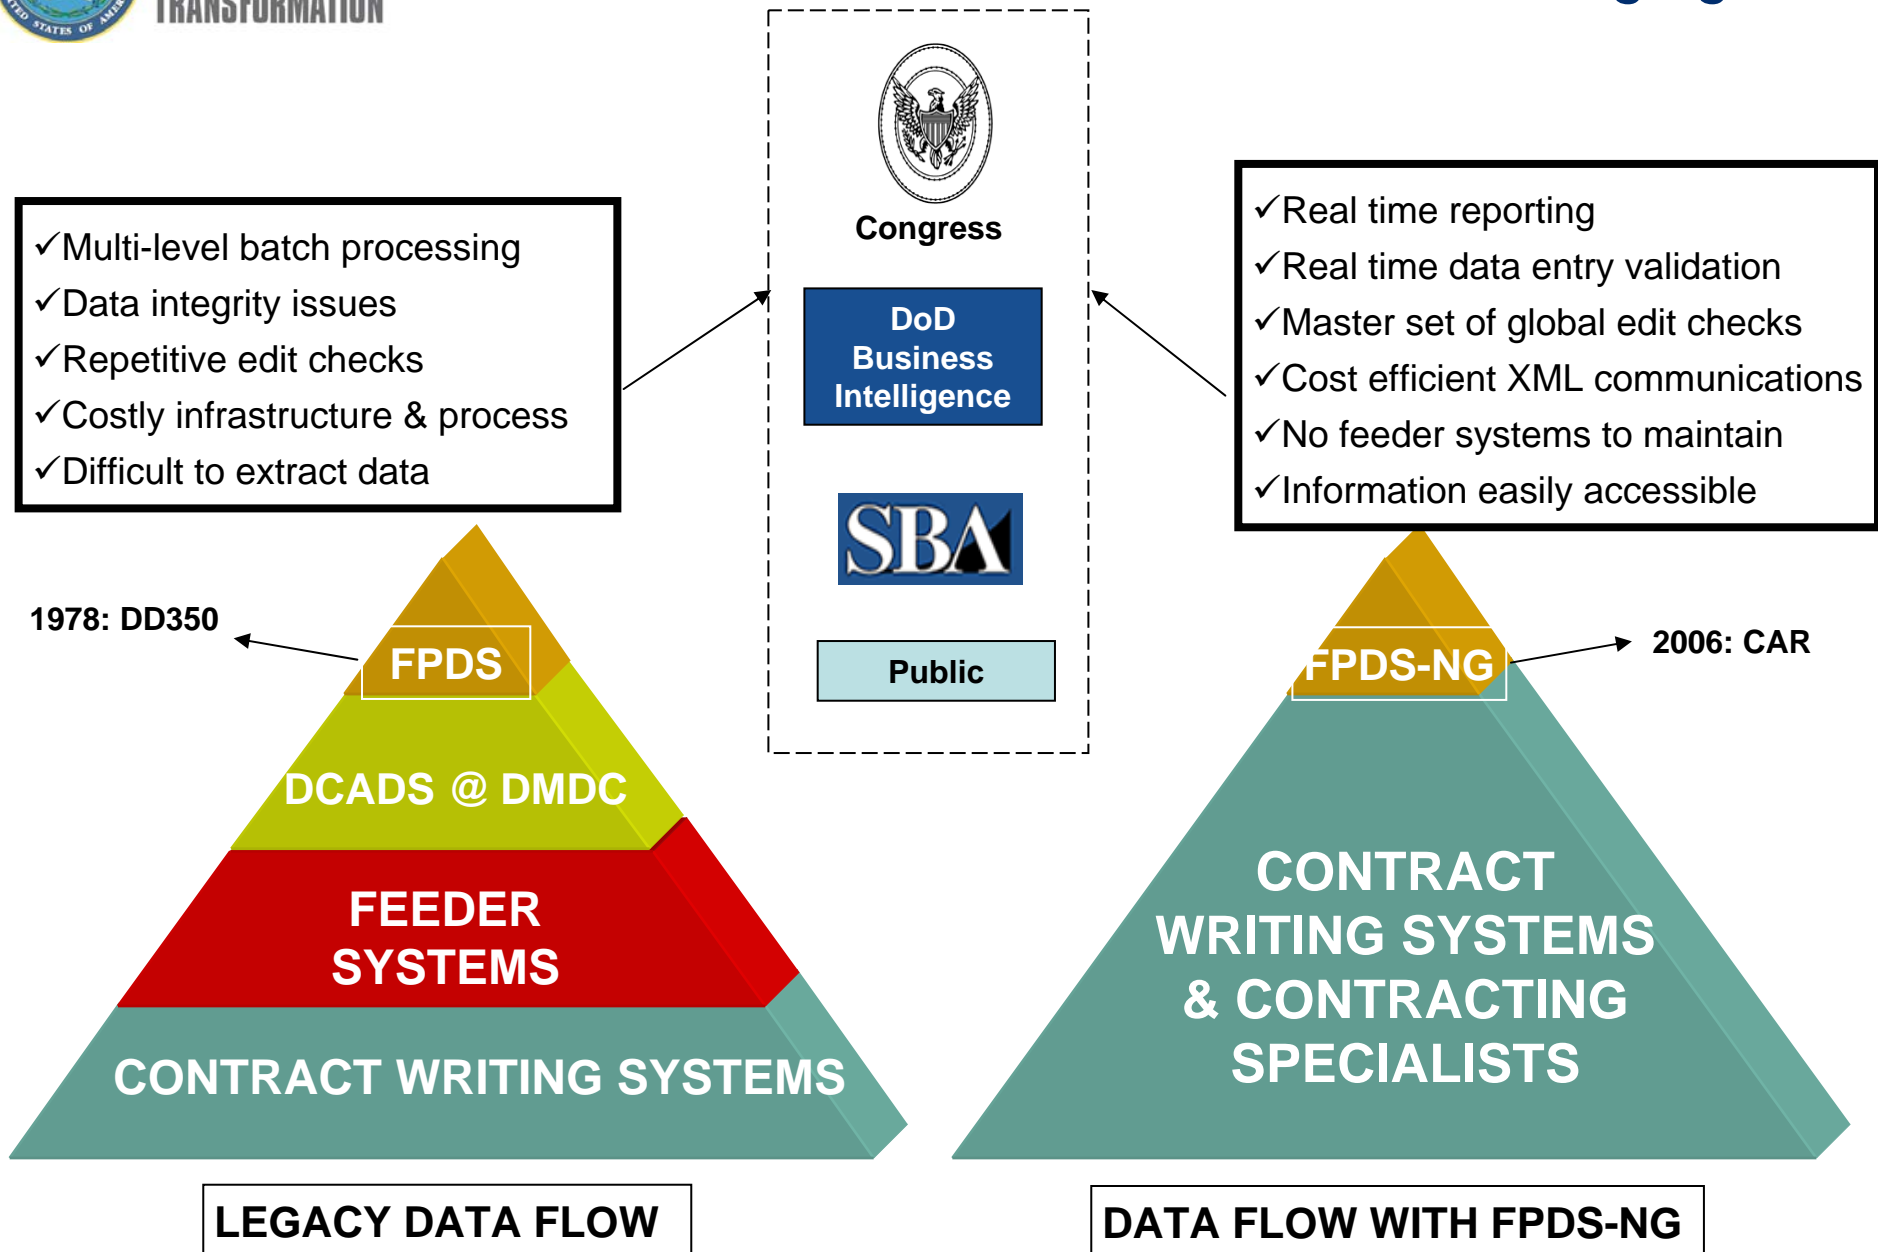 STATES OF
TRANSFORMATION
Congress
DoD
Business
Intelligence
SBA
Public
✓Multi-level batch processing
✓Data integrity issues
✓Repetitive edit checks
✓Costly infrastructure & process
✓Difficult to extract data
✓Real time reporting
✓Real time data entry validation
✓Master set of global edit checks
✓Cost efficient XML communications
✓No feeder systems to maintain
✓Information easily accessible
1978: DD350
FPDS
DCADS @ DMDC
FEEDER
SYSTEMS
CONTRACT WRITING SYSTEMS
LEGACY DATA FLOW
2006: CAR
FPDS-NG
CONTRACT
WRITING SYSTEMS
& CONTRACTING
SPECIALISTS
DATA FLOW WITH FPDS-NG